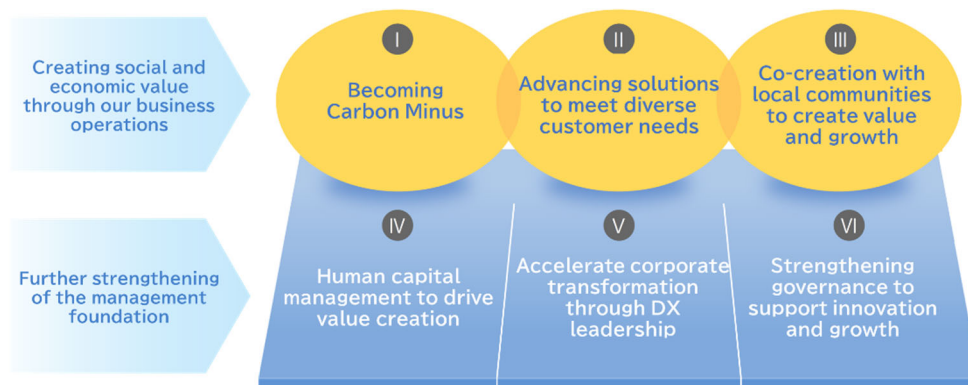 Creating social and
economic value
through our business
operations
I
Becoming
Carbon Minus
II
Advancing solutions
to meet diverse
customer needs
III
Co-creation with
local communities
to create value
and growth
Further strengthening
of the management
foundation
IV
Human capital
management to drive
value creation
V
Accelerate corporate
transformation
through DX
leadership
VI
Strengthening
governance to
support innovation
and growth